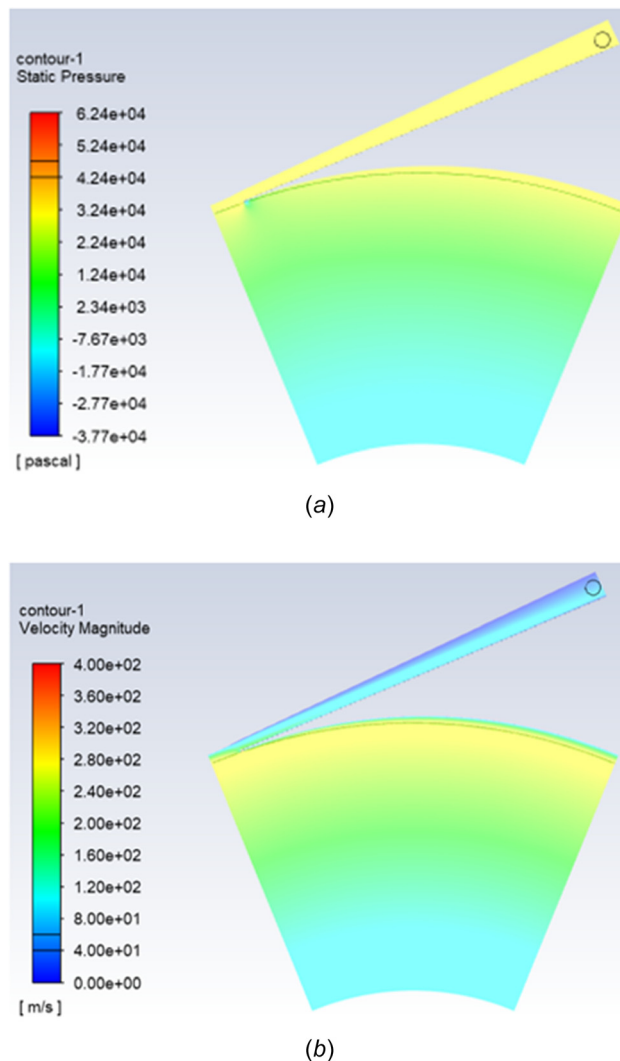 contour-1
Static Pressure
6.24e+04
5.24e+04
4.24e+04
3.24e+04
2.24e+04
1.24e+04
2.34e+03
-7.67e+03
-1.77e+04
-2.77e+04
-3.77e+04
[ pascal ]
(a)
contour-1
Velocity Magnitude
4.00e+02
3.60e+02
3.20e+02
2.80e+02
2.40e+02
2.00e+02
1.60e+02
1.20e+02
8.00e+01
4.00e+01
0.00e+00
[ m/s ]
(b)